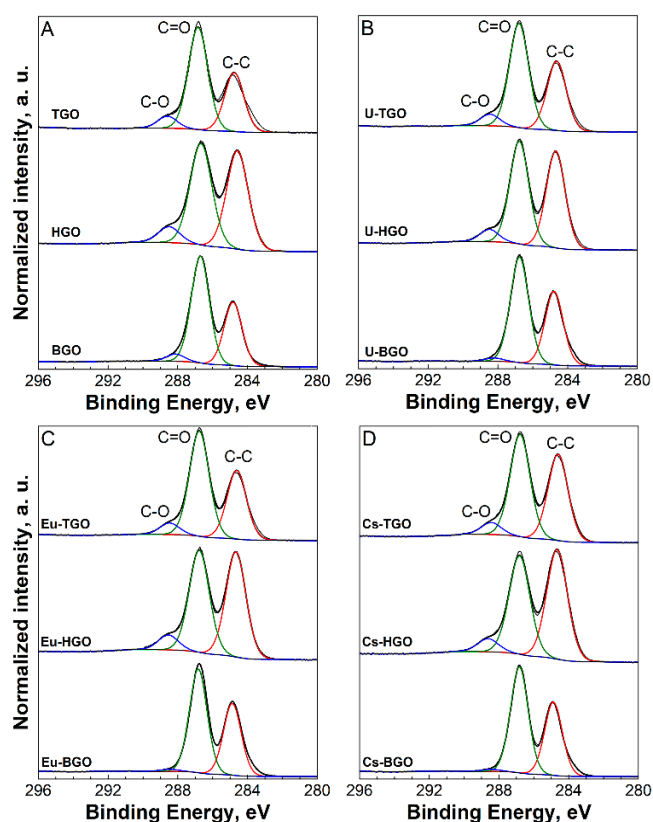 A
C=O
C-C
C-O
TGO
HGO
BGO
Normalized intensity, a. u.
296 292 288 284 280
Binding Energy, eV
B
C=O
C-C
C-O
U-TGO
U-HGO
U-BGO
296 292 288 284 280
Binding Energy, eV
C
C=O
C-C
C-O
Eu-TGO
Eu-HGO
Eu-BGO
Normalized intensity, a. u.
296 292 288 284 280
Binding Energy, eV
D
C=O
C-C
C-O
Cs-TGO
Cs-HGO
Cs-BGO
296 292 288 284 280
Binding Energy, eV